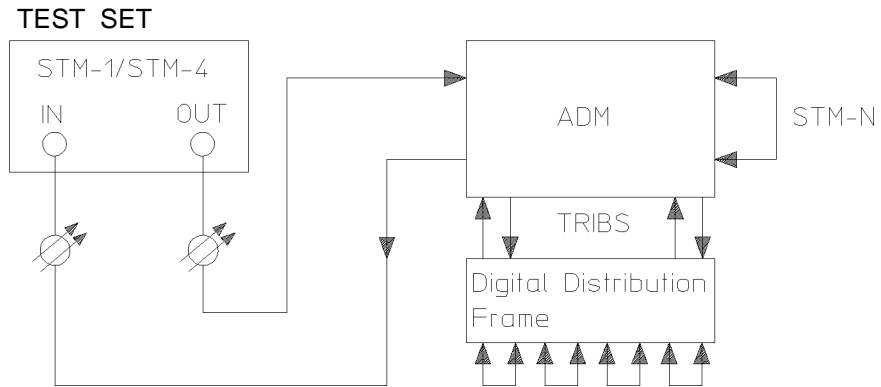 TEST SET
STM-1/STM-4
IN
OUT
ADM
STM-N
TRIBS
Digital Distribution
Frame